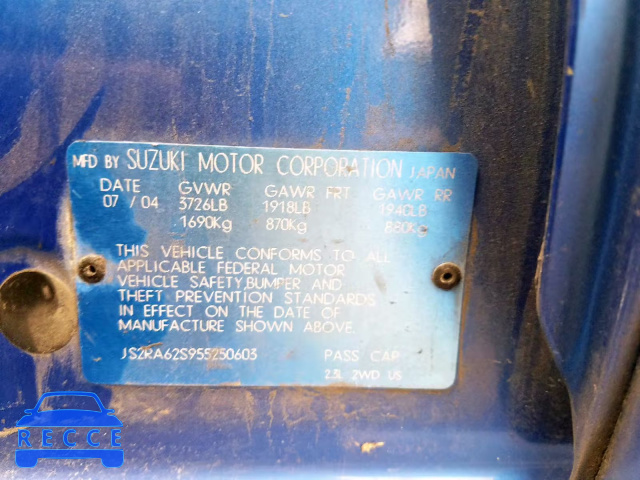 MFD BY SUZUKI MOTOR CORPORATION JAPAN
DATE GVWR GAWR FRT GAWR RR
07 / 04 3726LB 1918LB 1940LB
1690Kg 870Kg 880Kg
THIS VEHICLE CONFORMS TO ALL
APPLICABLE FEDERAL MOTOR
VEHICLE SAFETY,BUMPER AND
THEFT PREVENTION STANDARDS
IN EFFECT ON THE DATE OF
MANUFACTURE SHOWN ABOVE.
JS2RA62S955250603 PASS CAR
2.3L 2WD US
RECCE